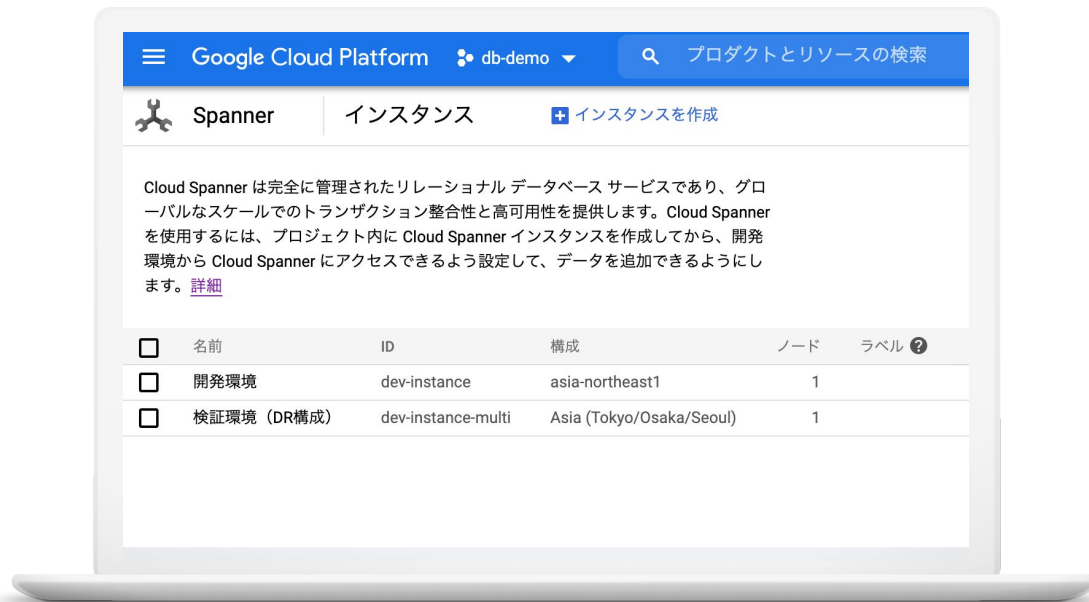 Google Cloud Platform db-demo プロダクトとリソースの検索
Spanner インスタンス インスタンスを作成
Cloud Spanner は完全に管理されたリレーショナル データベース サービスであり、グロ
ーバルなスケールでのトランザクション整合性と高可用性を提供します。Cloud Spanner
を使用するには、プロジェクト内に Cloud Spanner インスタンスを作成してから、開発
環境から Cloud Spanner にアクセスできるよう設定して、データを追加できるようにし
ます。詳細
名前 ID 構成 ノード ラベル ?
開発環境 dev-instance asia-northeast1 1
検証環境（DR構成） dev-instance-multi Asia (Tokyo/Osaka/Seoul) 1